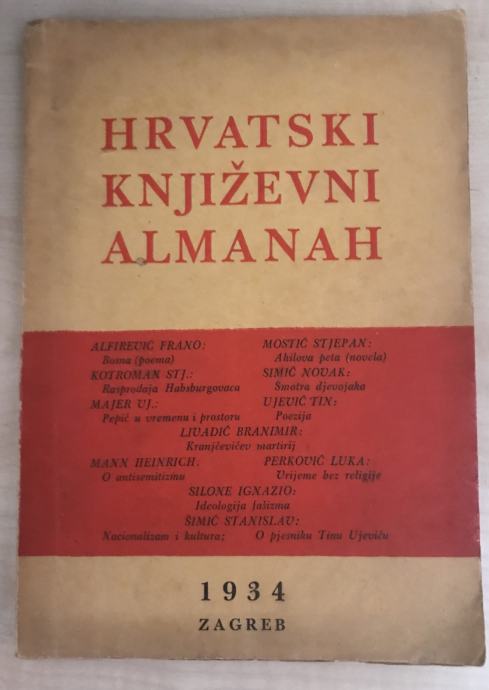 HRVATSKI
KNJIŽEVNI
ALMANAH
ALFIREVIĆ FRANO:
Bosna (poema)
KOTROMAN STJ.:
Rasprodaja Habsburgovaca
MAJER VJ.:
Pepić u vremenu i prostoru
MOSTIĆ STJEPAN:
Ahilova peta (novela)
SIMIĆ NOVAK:
Smotra djevojaka
UJEVIĆ TIN:
Poezija
LIVADIĆ BRANIMIR:
Kranjčevićev martirij
MANN HEINRICH:
O antisemitizmu
PERKOVIĆ LUKA:
Vrijeme bez religije
SILONE IGNAZIO:
Ideologija fašizma
ŠIMIĆ STANISLAV:
Nacionalizam i kultura; O pjesniku Tinu Ujeviću
1934
ZAGREB